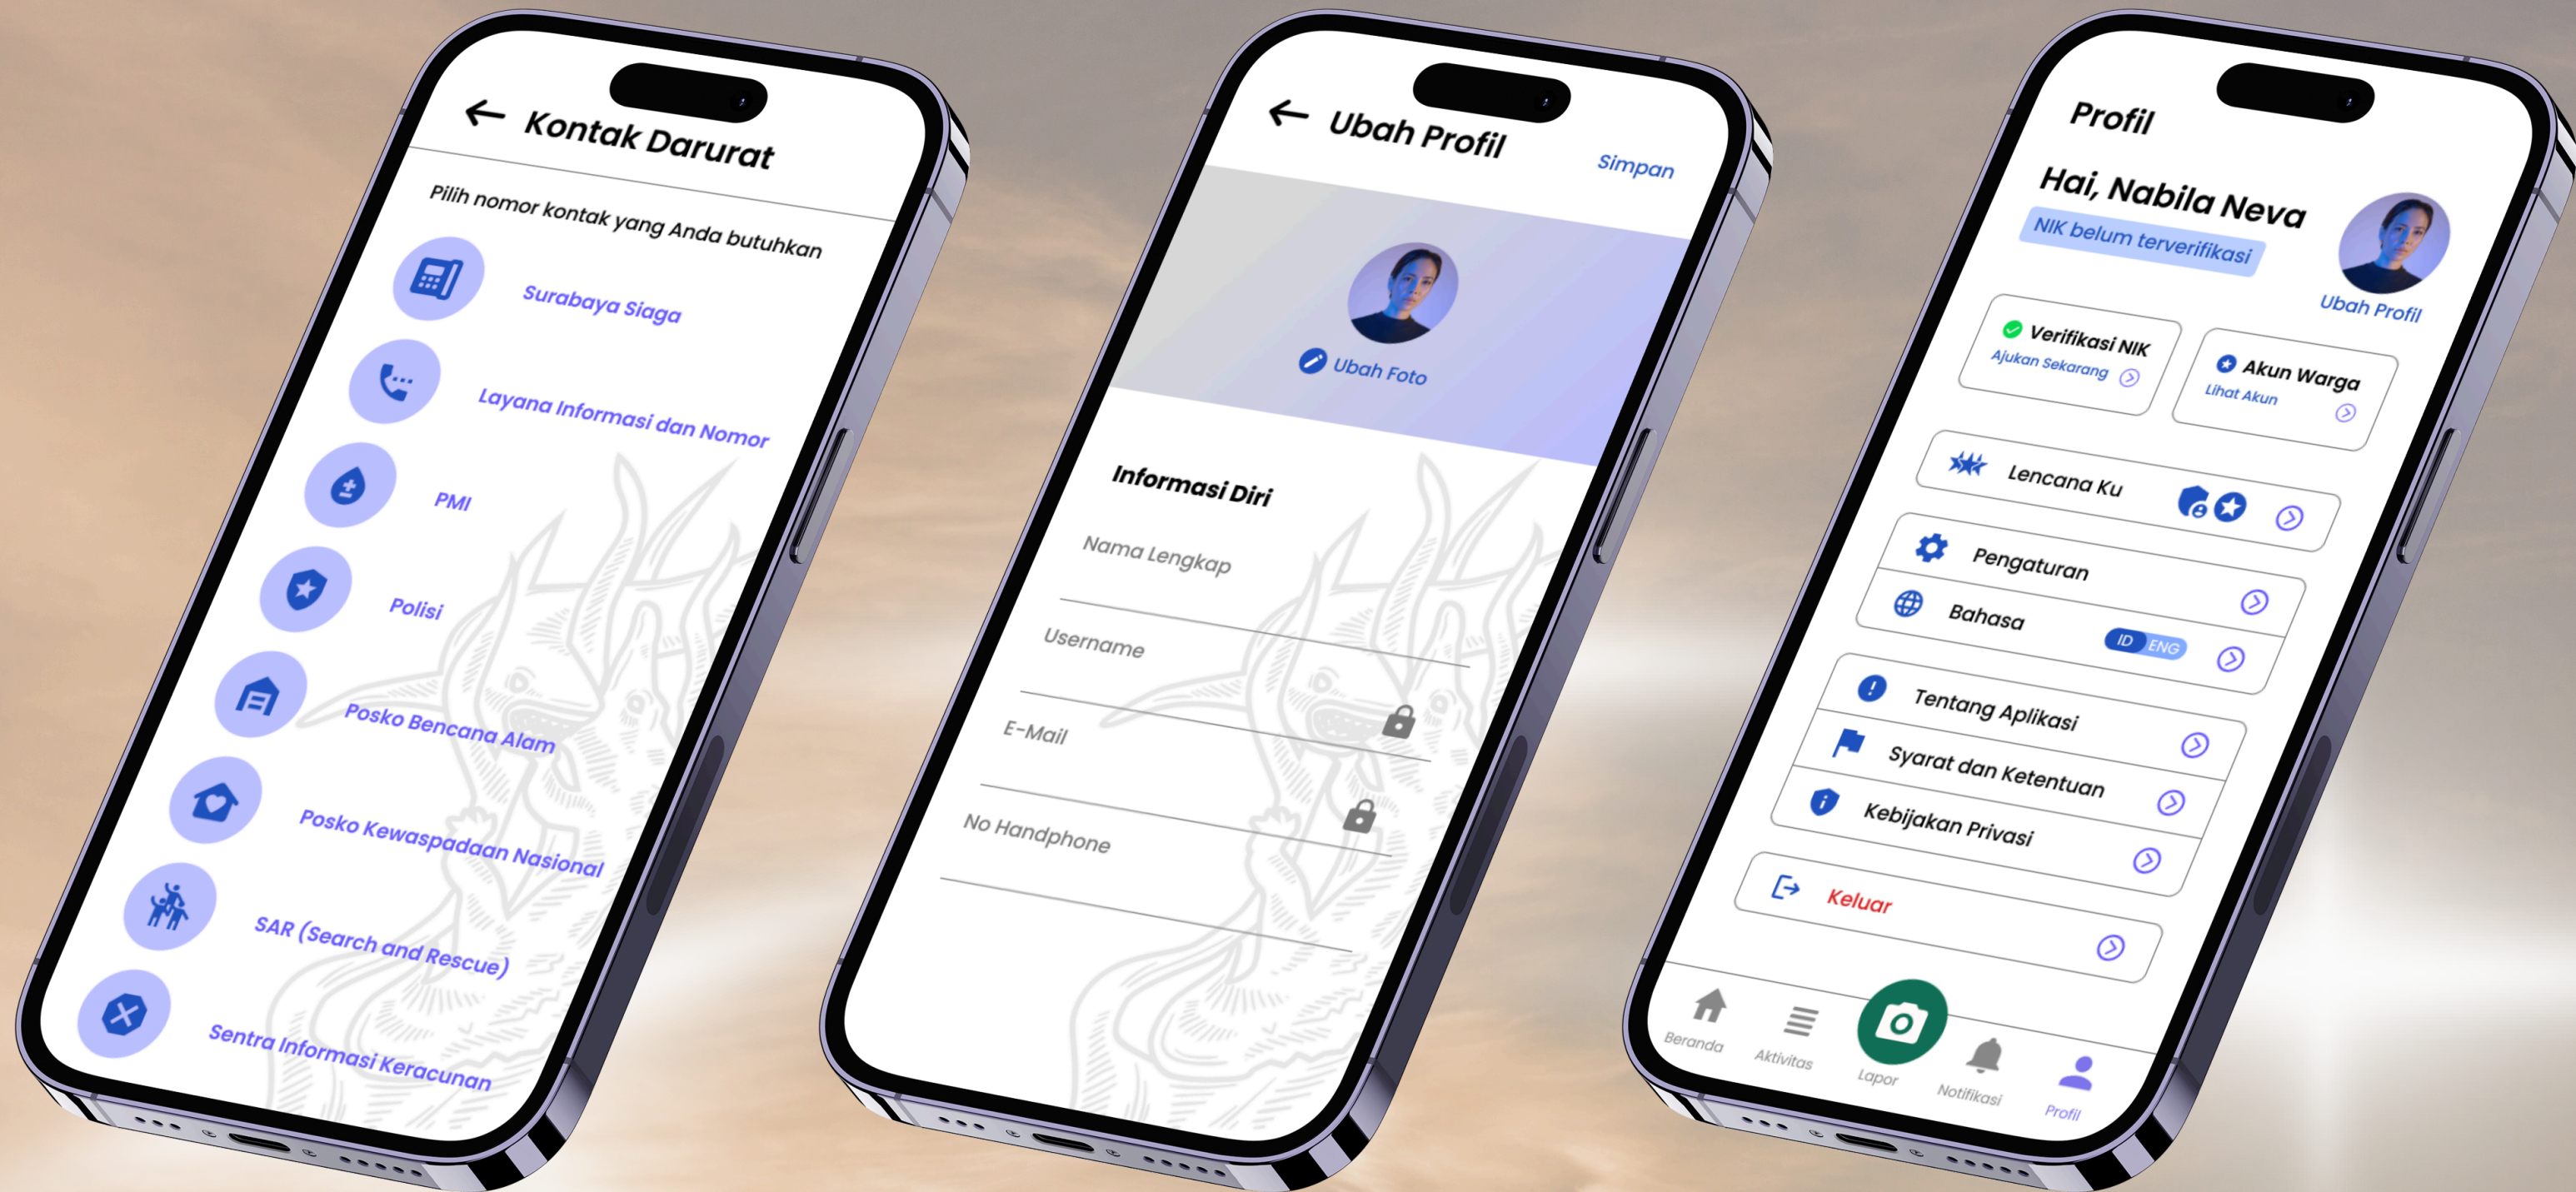 Kontak Darurat
Pilih nomor kontak yang Anda butuhkan
Surabaya Siaga
Layana Informasi dan Nomor
PMI
Polisi
Posko Bencana Alam
Posko Kewaspadaan Nasional
SAR (Search and Rescue)
Sentra Informasi Keracunan
Ubah Profil
Simpan
Ubah Foto
Informasi Diri
Nama Lengkap
Username
E-Mail
No Handphone
Profil
Hai, Nabila Neva
NIK belum terverifikasi
Ubah Profil
Verifikasi NIK
Ajukan Sekarang
Akun Warga
Lihat Akun
Lencana Ku
Pengaturan
Bahasa
ID ENG
Tentang Aplikasi
Syarat dan Ketentuan
Kebijakan Privasi
Keluar
Beranda
Aktivitas
Lapor
Notifikasi
Profil